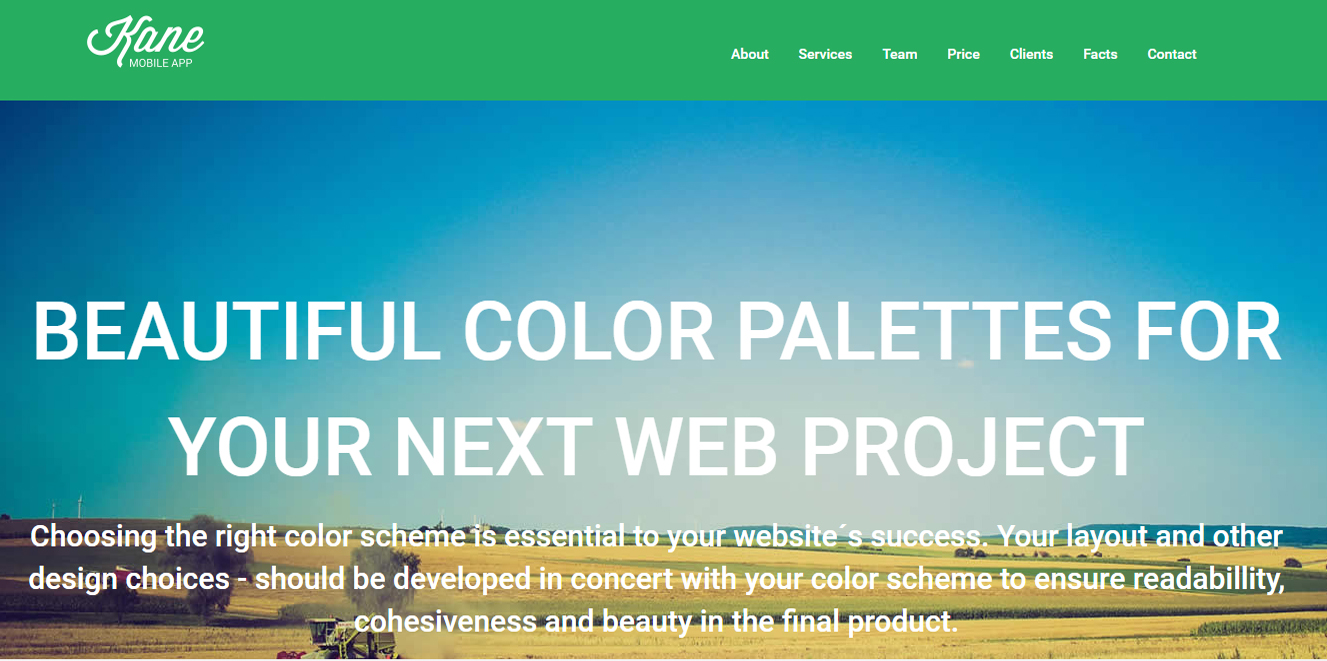 Kane
MOBILE APP
About Services Team Price Clients Facts Contact
BEAUTIFUL COLOR PALETTES FOR
YOUR NEXT WEB PROJECT
Choosing the right color scheme is essential to your website´s success. Your layout and other
design choices - should be developed in concert with your color scheme to ensure readabillity,
cohesiveness and beauty in the final product.